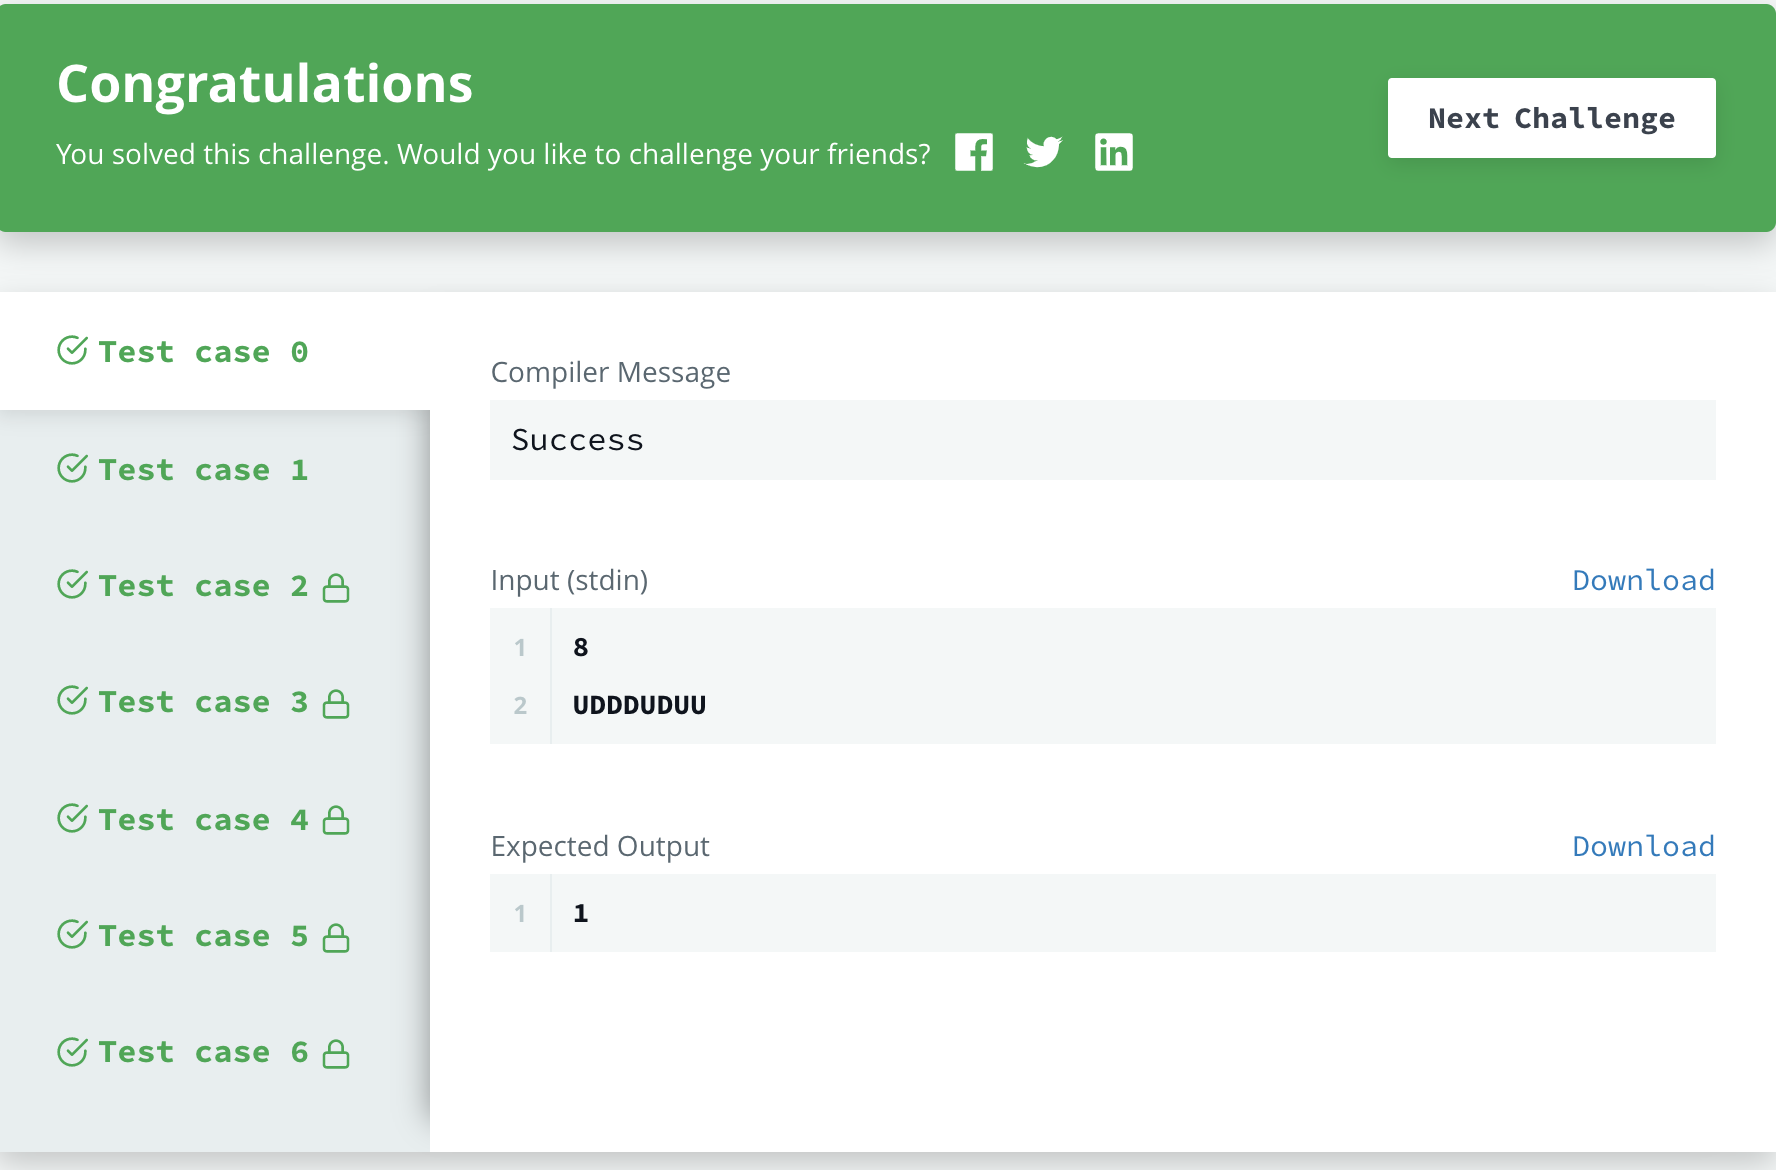 Congratulations
You solved this challenge. Would you like to challenge your friends?
Next Challenge
Test case 0
Test case 1
Test case 2
Test case 3
Test case 4
Test case 5
Test case 6
Compiler Message
Success
Input (stdin)
Download
1 8
2 UDDDUDUU
Expected Output
Download
1 1